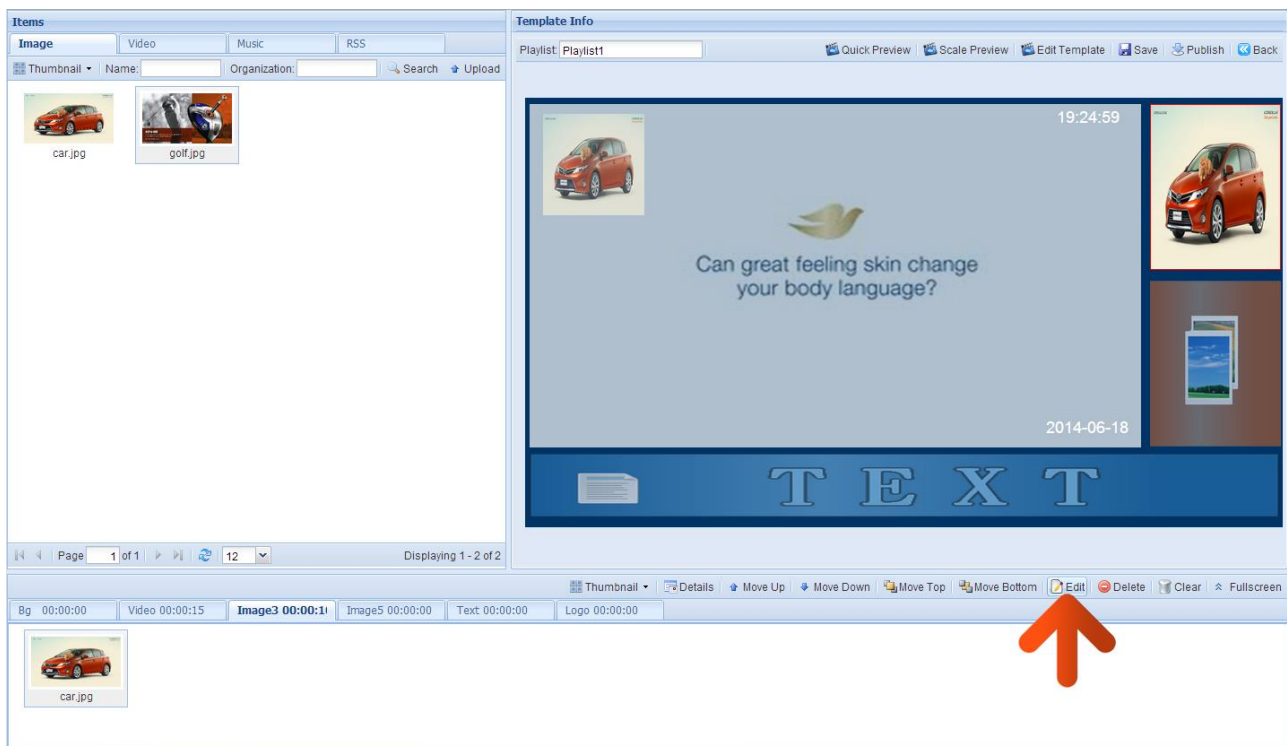 Items
Image Video Music RSS
Thumbnail Name: Organization: Search Upload
car.jpg golf.jpg
Page 1 of 1 12 Displaying 1 - 2 of 2
Template Info
Playlist: Playlist1 Quick Preview Scale Preview Edit Template Save Publish Back
19:24:59
Can great feeling skin change
your body language?
2014-06-18
TEXT
Thumbnail Details Move Up Move Down Move Top Move Bottom Edit Delete Clear Fullscreen
Bg 00:00:00 Video 00:00:15 Image3 00:00:1 Image5 00:00:00 Text 00:00:00 Logo 00:00:00
car.jpg